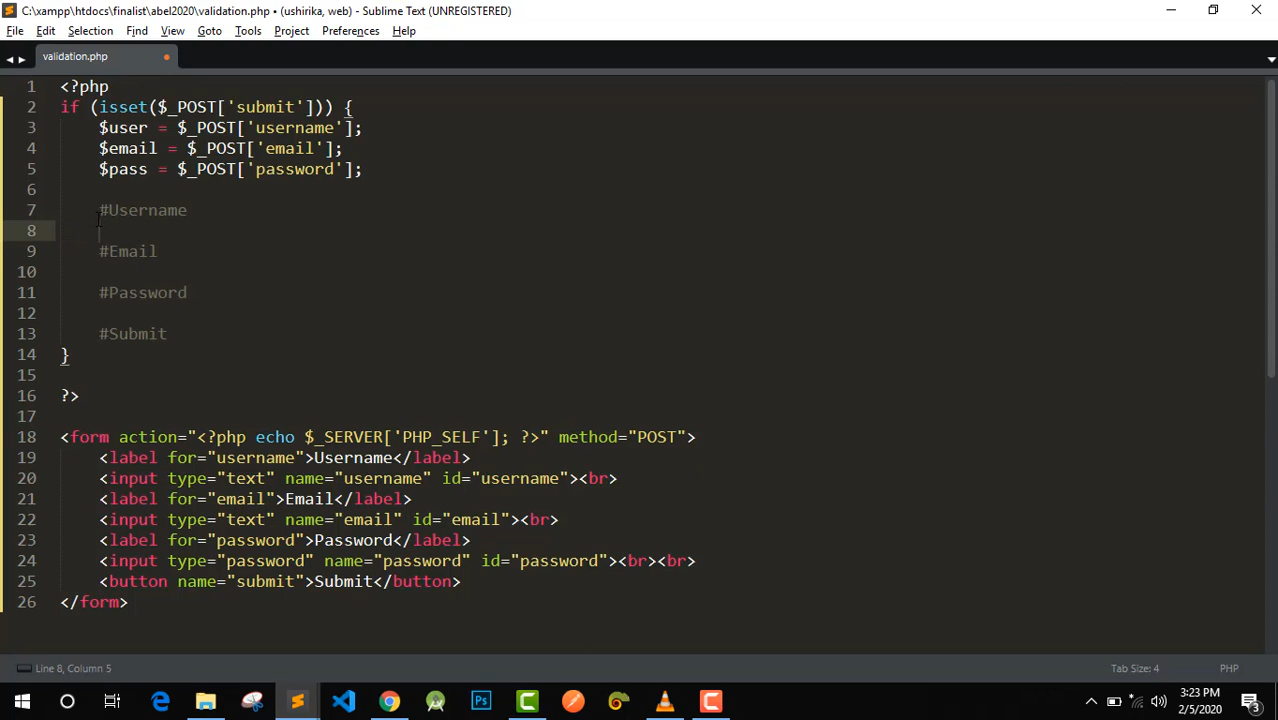 C:\xampp\htdocs\finalist\abel2020\validation.php • (ushirika, web) - Sublime Text (UNREGISTERED)
File Edit Selection Find View Goto Tools Project Preferences Help
validation.php
1 <?php
2 if (isset($_POST['submit'])) {
3 $user = $_POST['username'];
4 $email = $_POST['email'];
5 $pass = $_POST['password'];
6
7 #Username
8
9 #Email
10
11 #Password
12
13 #Submit
14 }
15
16 ?>
17
18 <form action="<?php echo $_SERVER['PHP_SELF']; ?>" method="POST">
19 <label for="username">Username</label>
20 <input type="text" name="username" id="username"><br>
21 <label for="email">Email</label>
22 <input type="text" name="email" id="email"><br>
23 <label for="password">Password</label>
24 <input type="password" name="password" id="password"><br><br>
25 <button name="submit">Submit</button>
26 </form>
Line 8, Column 5 Tab Size: 4 PHP
3:23 PM
2/5/2020